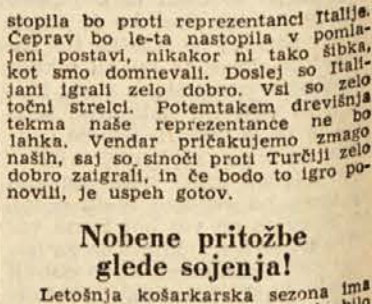 stopila bo proti reprezentanci Italije.
Čeprav bo le-ta nastopila v pomla-
jeni postavi, nikakor ni tako šibka,
kot smo domnevali. Doslej so Itali-
jani igrali zelo dobro. Vsi so zelo
točni strelci. Potemtakem drevišnja
tekma naše reprezentance ne bo
lahka. Vendar pričakujemo zmago
naših, saj so sinoči proti Turčiji zelo
dobro zaigrali, in če bodo to igro po-
novili, je uspeh gotov.
Nobene pritožbe
glede sojenja!
Letošnja košarkarska sezona ima